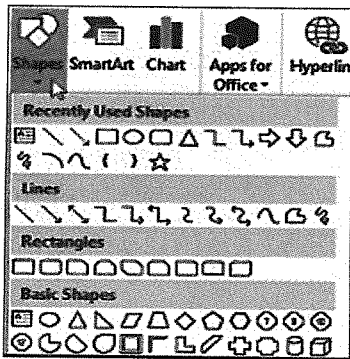 Shapes SmartArt Chart Apps for Hyperlin
Office
Recently Used Shapes
Lines
Rectangles
Basic Shapes